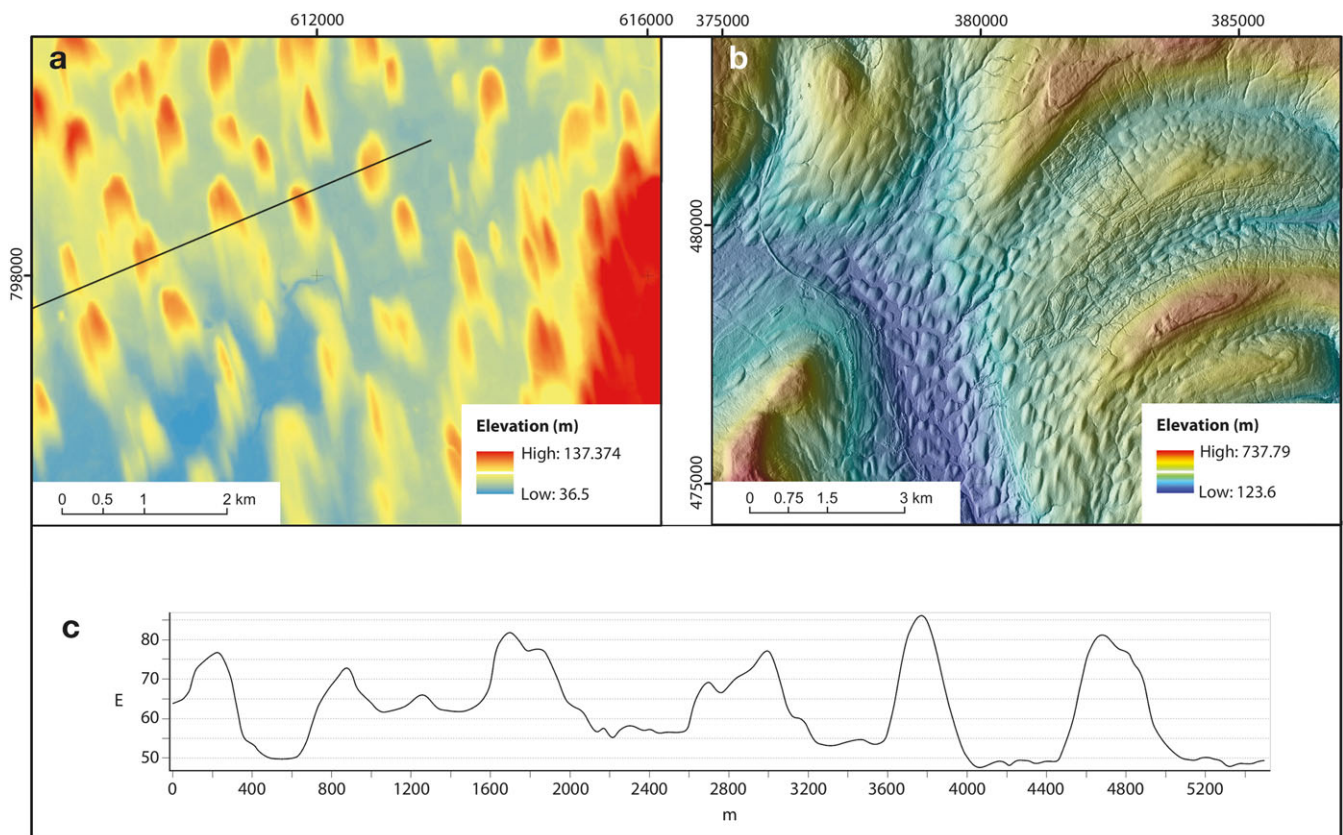 612000 616000 375000 380000 385000
a
b
798000
480000
475000
Elevation (m)
High: 137.374
Low: 36.5
0 0.5 1 2 km
Elevation (m)
High: 737.79
Low: 123.6
0 0.75 1.5 3 km
c
80
70
E
60
50
0 400 800 1200 1600 2000 2400 2800 3200 3600 4000 4400 4800 5200
m